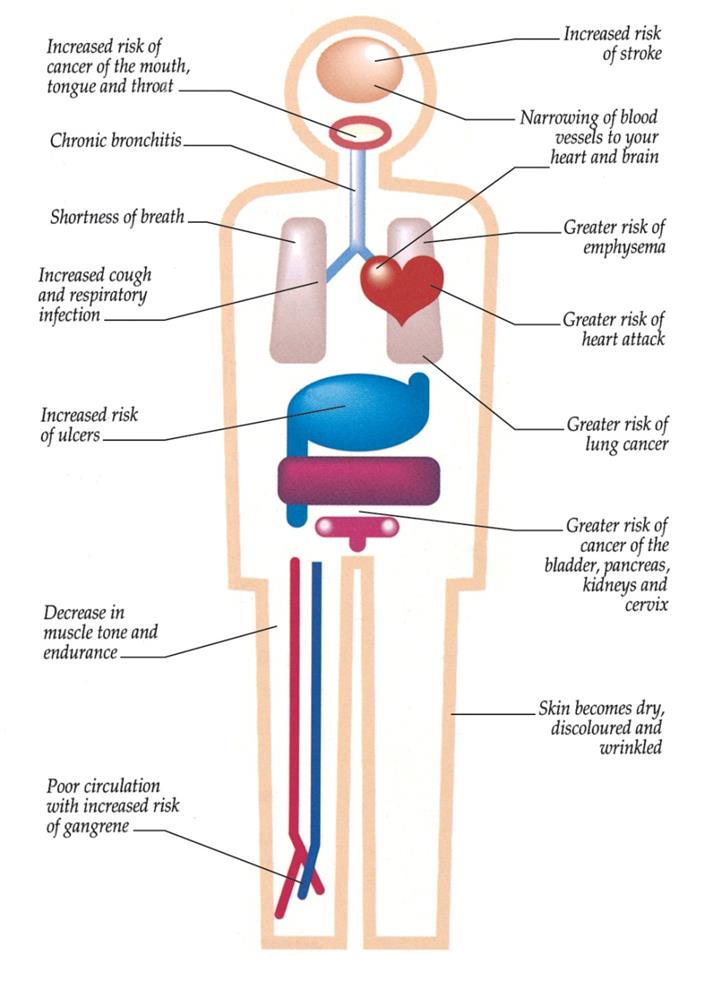 Increased risk of
cancer of the mouth,
tongue and throat
Chronic bronchitis
Shortness of breath
Increased cough
and respiratory
infection
Increased risk
of ulcers
Decrease in
muscle tone and
endurance
Poor circulation
with increased risk
of gangrene
Increased risk
of stroke
Narrowing of blood
vessels to your
heart and brain
Greater risk of
emphysema
Greater risk of
heart attack
Greater risk of
lung cancer
Greater risk of
cancer of the
bladder, pancreas,
kidneys and
cervix
Skin becomes dry,
discoloured and
wrinkled